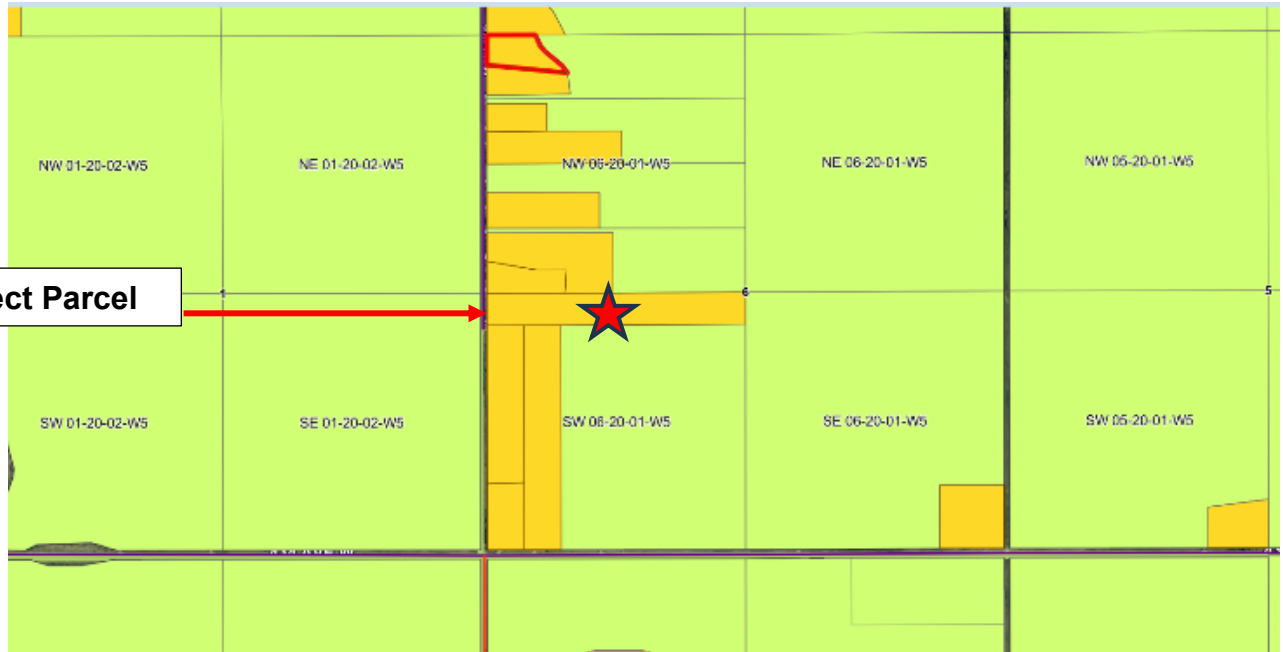 NW 01-20-02-W5
NE 01-20-02-W5
NW 06-20-01-W5
NE 06-20-01-W5
NW 05-20-01-W5
ect Parcel
1
6
5
SW 01-20-02-W5
SE 01-20-02-W5
SW 06-20-01-W5
SE 06-20-01-W5
SW 05-20-01-W5